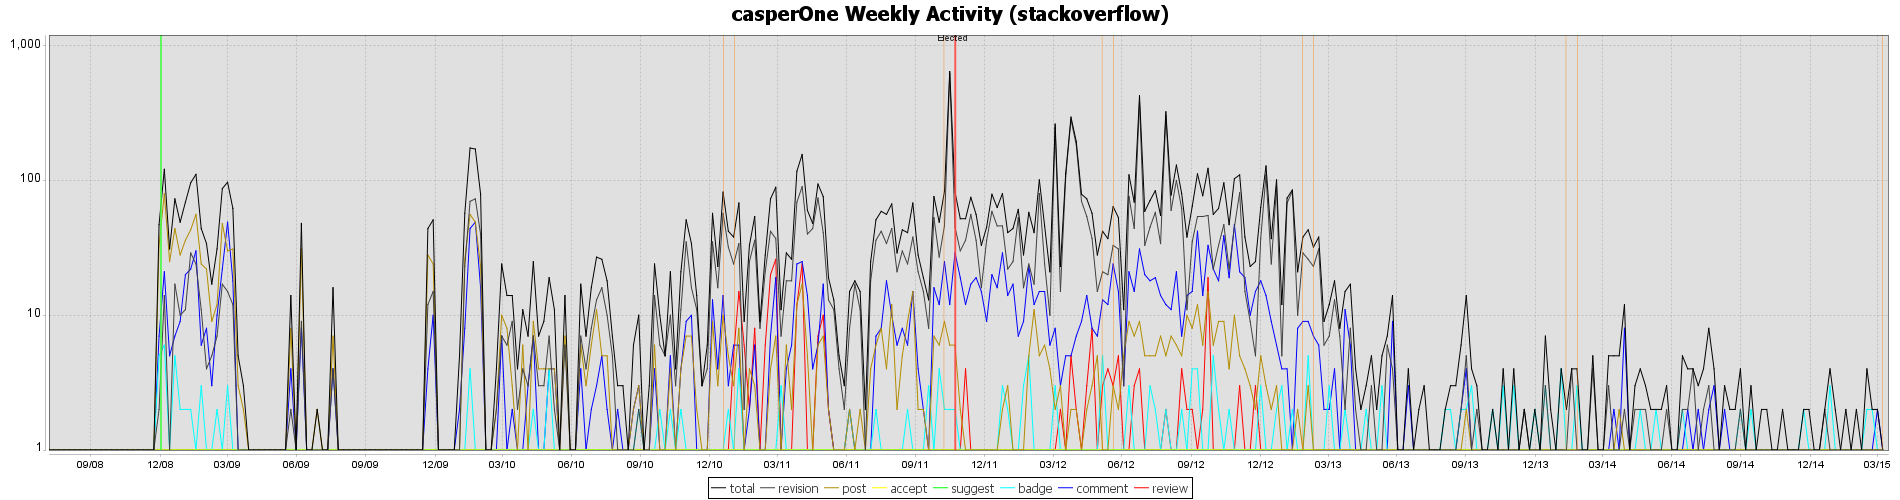 casperOne Weekly Activity (stackoverflow)
Elected
1,000
100
10
1
09/08 12/08 03/09 06/09 09/09 12/09 03/10 06/10 09/10 12/10 03/11 06/11 09/11 12/11 03/12 06/12 09/12 12/12 03/13 06/13 09/13 12/13 03/14 06/14 09/14 12/14 03/15
total revision post accept suggest badge comment review